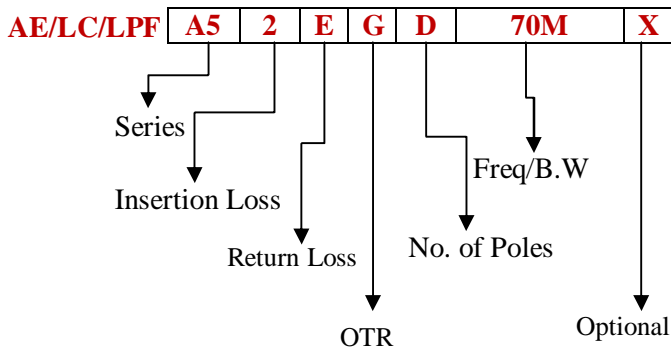 AE/LC/LPF A5 2 E G D 70M X
Series
Freq/B.W
Insertion Loss
No. of Poles
Return Loss
OTR
Optional